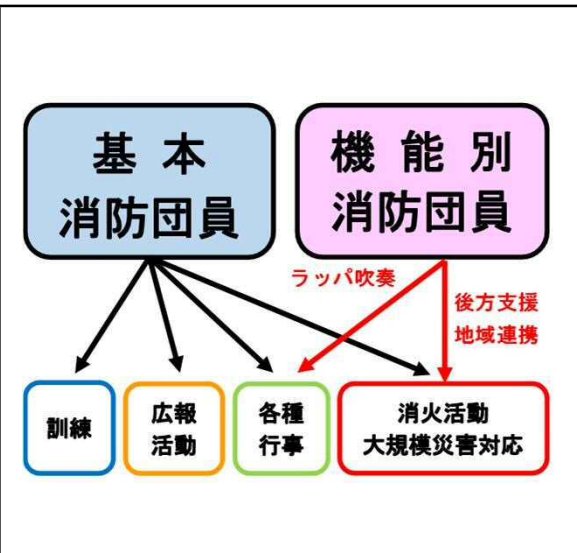 基本
消防団員
機能別
消防団員
ラッパ吹奏
後方支援
地域連携
訓練
広報
活動
各種
行事
消火活動
大規模災害対応